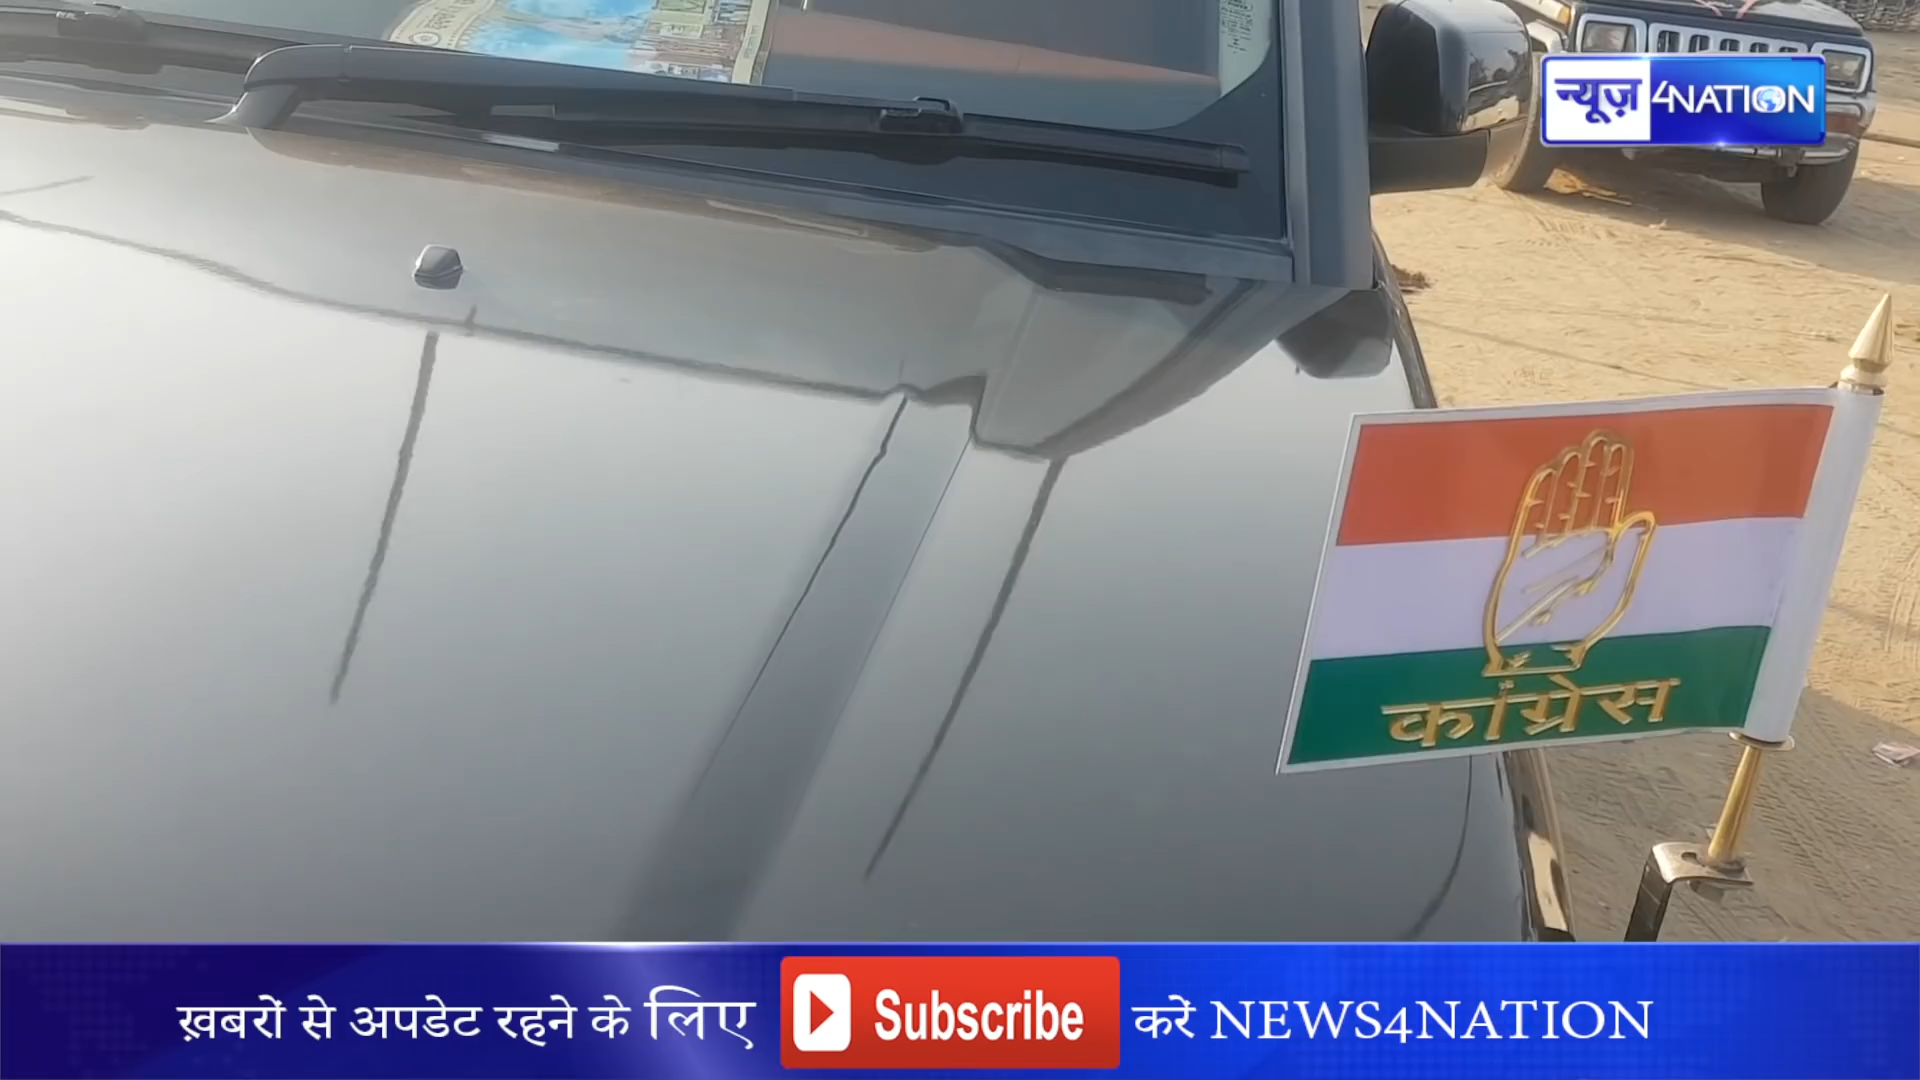 न्यूज़ 4NATION
कांग्रेस
ख़बरों से अपडेट रहने के लिए Subscribe करें NEWS4NATION